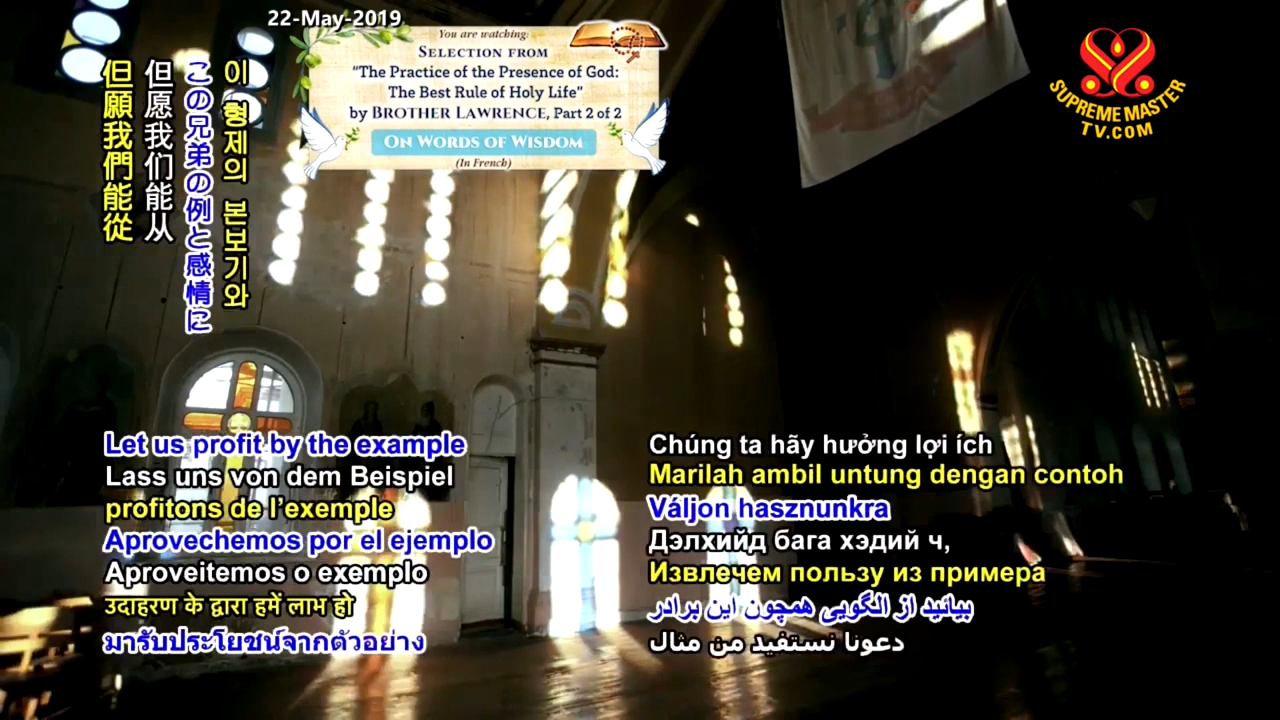 22-May-2019
You are watching:
SELECTION FROM
"The Practice of the Presence of God:
The Best Rule of Holy Life"
by BROTHER LAWRENCE, Part 2 of 2
ON WORDS OF WISDOM
(In French)
SUPREME MASTER
TV.COM
이 형제의 본보기와
この兄弟の例と感情に
但愿我们能从
但願我們能從
Let us profit by the example
Lass uns von dem Beispiel
profitons de l'exemple
Aprovechemos por el ejemplo
Aproveitemos o exemplo
उदाहरण के द्वारा हमें लाभ हो
มารับประโยชน์จากตัวอย่าง
Chúng ta hãy hưởng lợi ích
Marilah ambil untung dengan contoh
Váljon hasznunkra
Дэлхийд бага хэдий ч,
Извлечем пользу из примера
بیائید از الگویی همچون این برادر
دعونا نستفيد من مثال